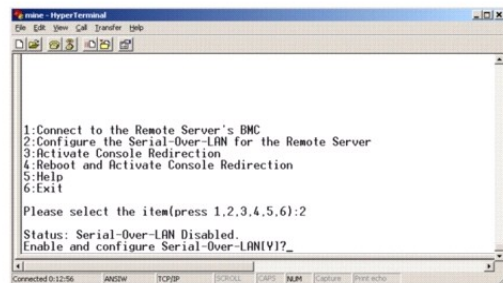 mine - HyperTerminal
File Edit View Call Transfer Help
1:Connect to the Remote Server's BMC
2:Configure the Serial-Over-LAN for the Remote Server
3:Activate Console Redirection
4:Reboot and Activate Console Redirection
5:Help
6:Exit
Please select the item(press 1,2,3,4,5,6):2
Status: Serial-Over-LAN Disabled.
Enable and configure Serial-Over-LAN[Y]?_
Connected 0:12:56 ANSIW TCP/IP SCROLL CAPS NUM Capture Print echo